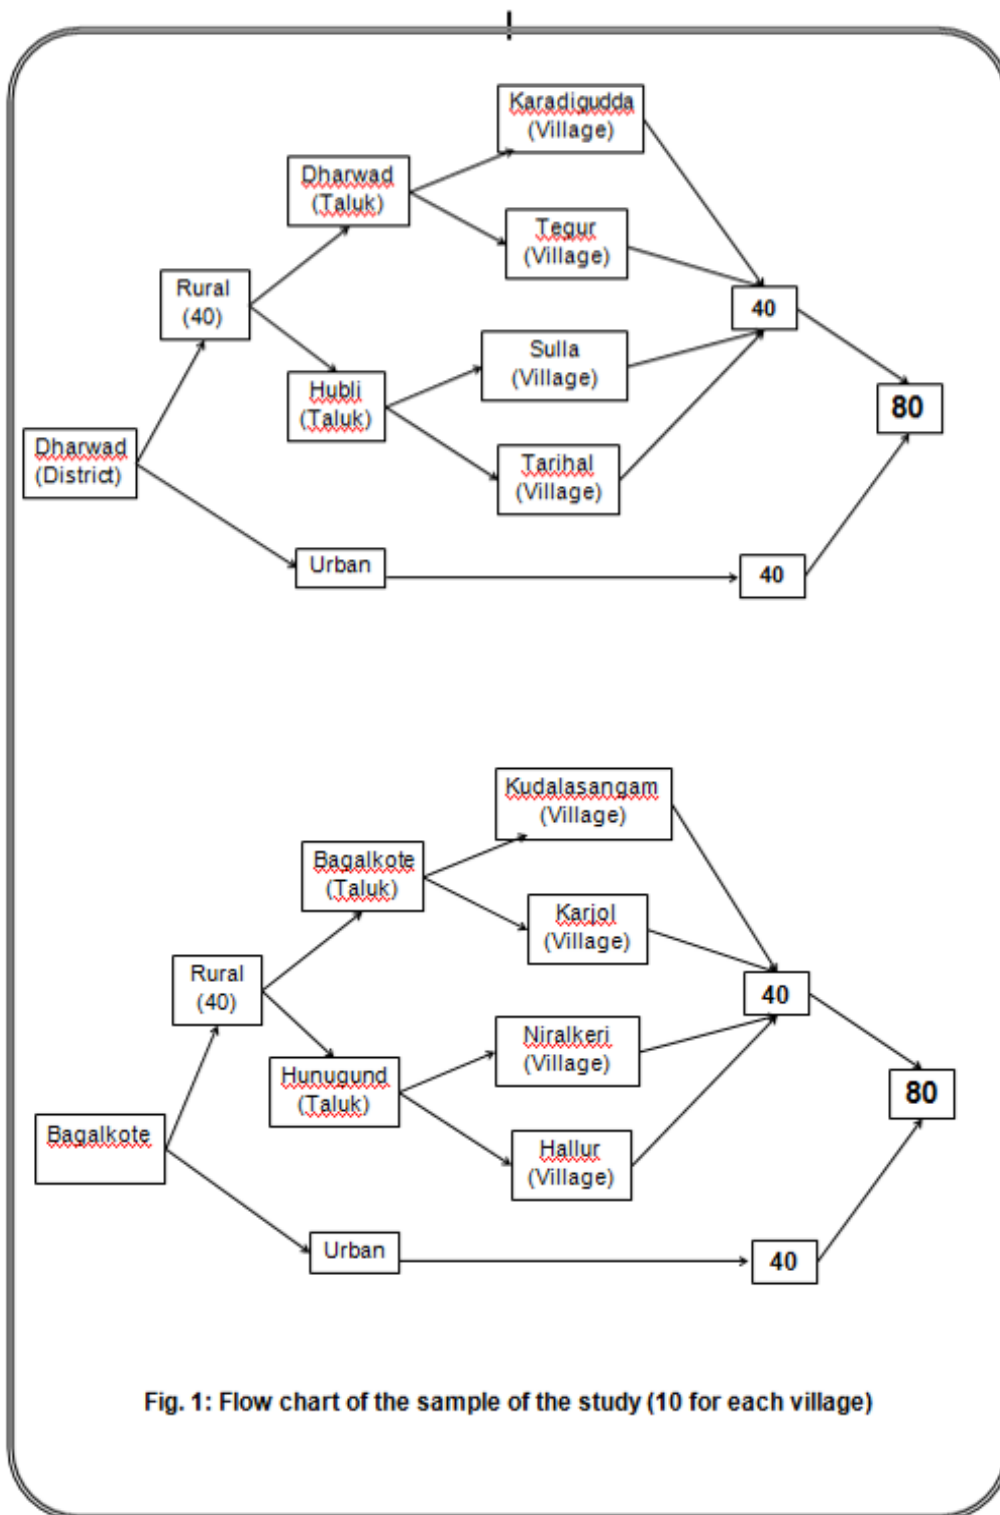 Karadigudda
(Village)
Dharwad
(Taluk)
Tegur
(Village)
Rural
(40)
40
Sulla
(Village)
Hubli
(Taluk)
80
Dharwad
(District)
Tarihal
(Village)
Urban
40
Kudalasangam
(Village)
Bagalkote
(Taluk)
Karjol
(Village)
Rural
(40)
40
Niralkeri
(Village)
Hunugund
(Taluk)
80
Bagalkote
Hallur
(Village)
Urban
40
Fig. 1: Flow chart of the sample of the study (10 for each village)